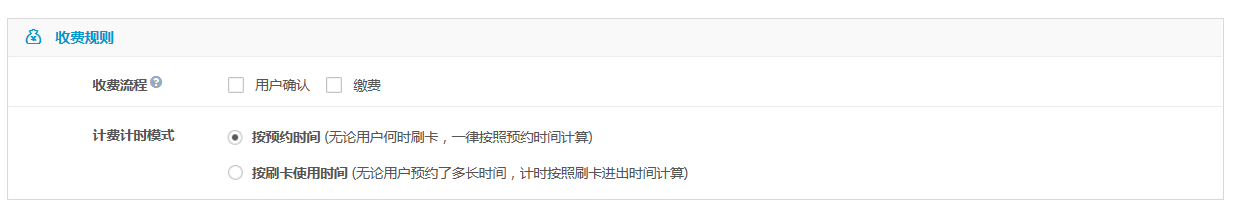 收费规则
收费流程? 用户确认 缴费
计费计时模式 按预约时间 (无论用户何时刷卡，一律按照预约时间计算)
按刷卡使用时间 (无论用户预约了多长时间，计时按照刷卡进出时间计算)